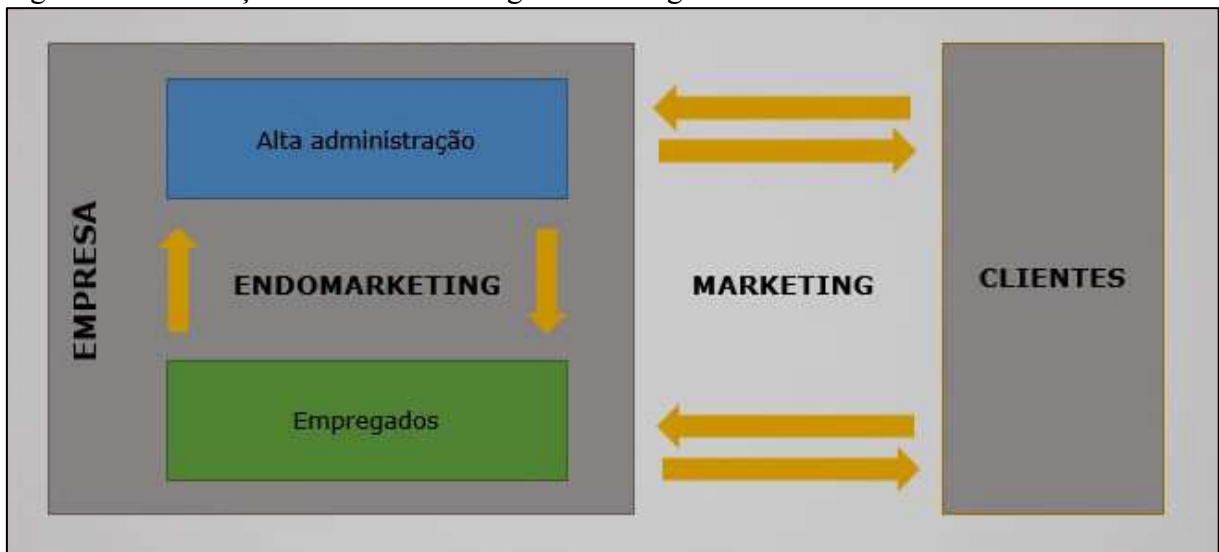 EMPRESA
Alta administração
ENDOMARKETING
Empregados
MARKETING
CLIENTES